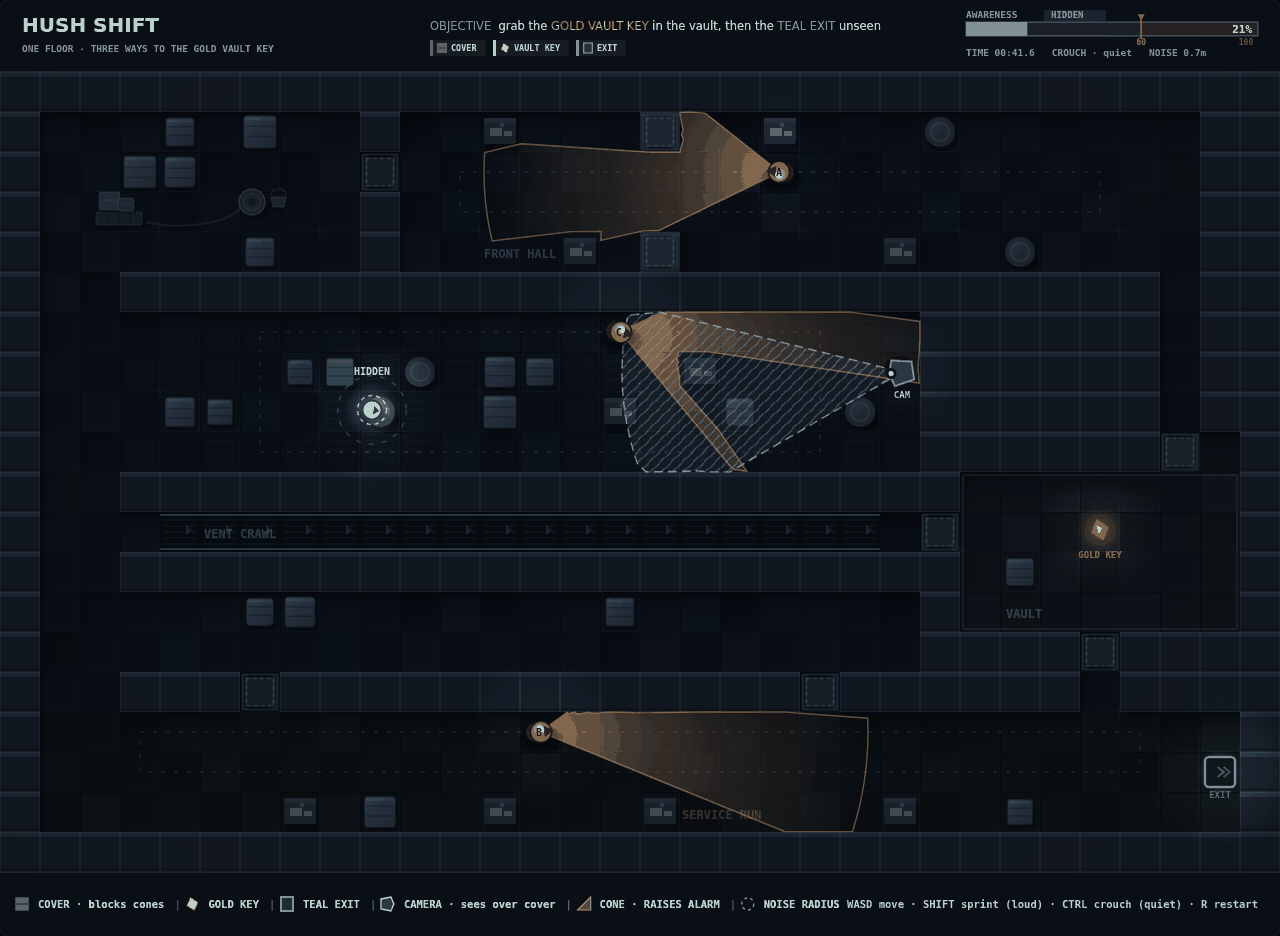 HUSH SHIFT
ONE FLOOR · THREE WAYS TO THE GOLD VAULT KEY
OBJECTIVE grab the GOLD VAULT KEY in the vault, then the TEAL EXIT unseen
COVER
VAULT KEY
EXIT
AWARENESS
HIDDEN
21%
60
100
TIME 00:41.6 CROUCH · quiet NOISE 0.7m
A
FRONT HALL
C
HIDDEN
CAM
VENT CRAWL
GOLD KEY
VAULT
B
SERVICE RUN
EXIT
COVER · blocks cones | GOLD KEY | TEAL EXIT | CAMERA · sees over cover | CONE · RAISES ALARM | NOISE RADIUS WASD move · SHIFT sprint (loud) · CTRL crouch (quiet) · R restart